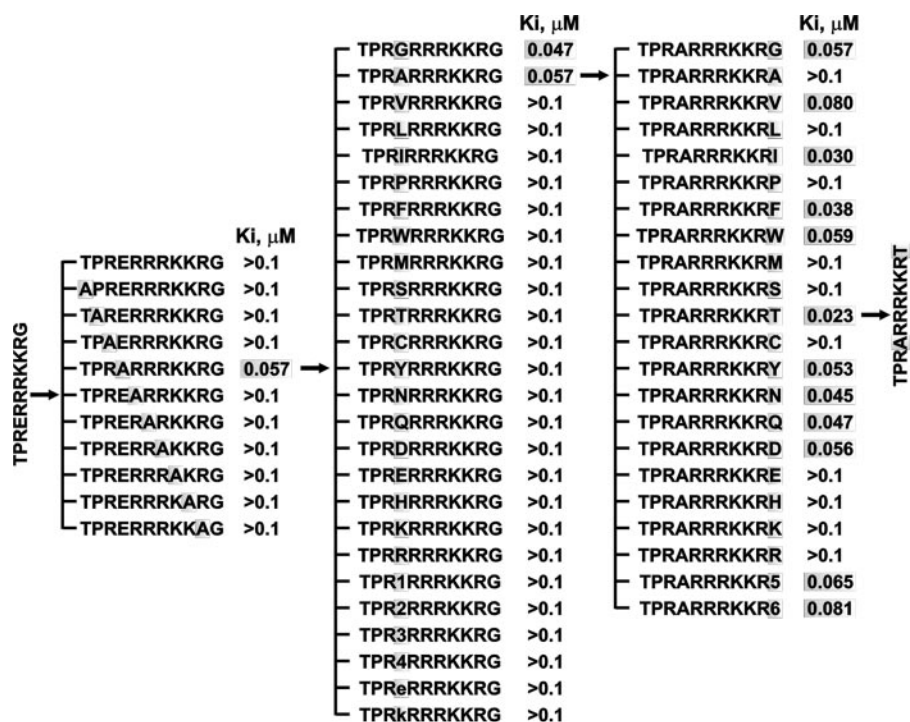 TPRERRRKKRG
Ki, μM
TPRERRRKKRG >0.1
APRERRRKKRG >0.1
TARERRRKKRG >0.1
TPAERRRKKRG >0.1
TPRARRRKKRG 0.057
TPREARRKKRG >0.1
TPRERARKKRG >0.1
TPRERRAKKRG >0.1
TPRERRRAKRG >0.1
TPRERRRKARG >0.1
TPRERRRKKAG >0.1
Ki, μM
TPRGRRRKKRG 0.047
TPRARRRKKRG 0.057
TPRVRRRKKRG >0.1
TPRLRRRKKRG >0.1
TPRIRRRKKRG >0.1
TPRPRRRKKRG >0.1
TPRFRRRKKRG >0.1
TPRWRRRKKRG >0.1
TPRMRRRKKRG >0.1
TPRSRRRKKRG >0.1
TPRTRRRKKRG >0.1
TPRCRRRKKRG >0.1
TPRYRRRKKRG >0.1
TPRNRRRKKRG >0.1
TPRQRRRKKRG >0.1
TPRDRRRKKRG >0.1
TPRERRRKKRG >0.1
TPRHRRRKKRG >0.1
TPRKRRRKKRG >0.1
TPRRRRRKKRG >0.1
TPR1RRRKKRG >0.1
TPR2RRRKKRG >0.1
TPR3RRRKKRG >0.1
TPR4RRRKKRG >0.1
TPReRRRKKRG >0.1
TPRkRRRKKRG >0.1
Ki, μM
TPRARRRKKRG 0.057
TPRARRRKKRA >0.1
TPRARRRKKRV 0.080
TPRARRRKKRL >0.1
TPRARRRKKRI 0.030
TPRARRRKKRP >0.1
TPRARRRKKRF 0.038
TPRARRRKKRW 0.059
TPRARRRKKRM >0.1
TPRARRRKKRS >0.1
TPRARRRKKRT 0.023
TPRARRRKKRC >0.1
TPRARRRKKRY 0.053
TPRARRRKKRN 0.045
TPRARRRKKRQ 0.047
TPRARRRKKRD 0.056
TPRARRRKKRE >0.1
TPRARRRKKRH >0.1
TPRARRRKKRK >0.1
TPRARRRKKRR >0.1
TPRARRRKKR5 0.065
TPRARRRKKR6 0.081
TPRARRRKKRT